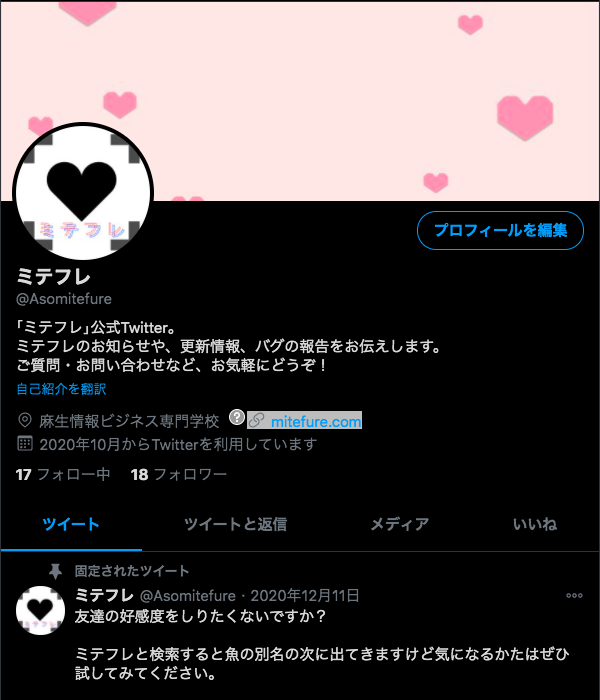 ミテフレ
プロフィールを編集
ミテフレ
@Asomitefure
「ミテフレ」公式Twitter。
ミテフレのお知らせや、更新情報、バグの報告をお伝えします。
ご質問・お問い合わせなど、お気軽にどうぞ！
自己紹介を翻訳
麻生情報ビジネス専門学校 ? mitefure.com
2020年10月からTwitterを利用しています
17 フォロー中 18 フォロワー
ツイート ツイートと返信 メディア いいね
固定されたツイート
ミテフレ @Asomitefure · 2020年12月11日
友達の好感度をしりたくないですか？
ミテフレと検索すると魚の別名の次に出てきますけど気になるかたはぜひ
試してみてください。